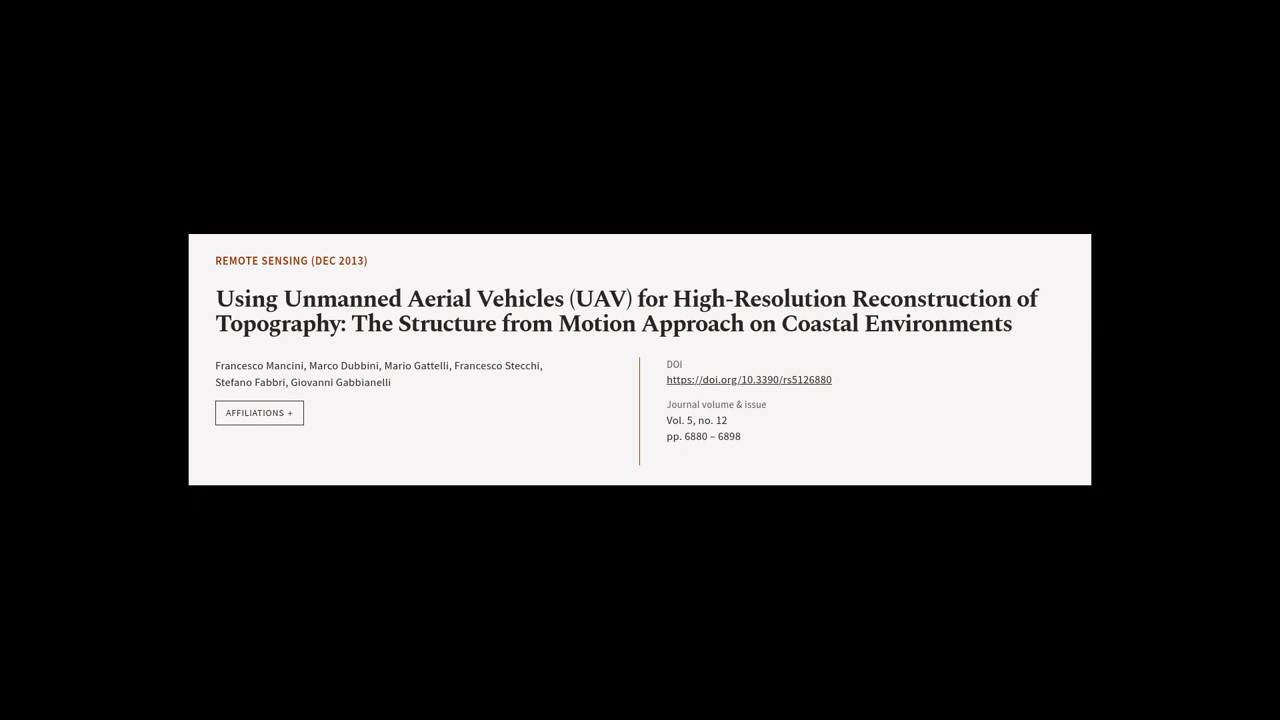 REMOTE SENSING (DEC 2013)
Using Unmanned Aerial Vehicles (UAV) for High-Resolution Reconstruction of
Topography: The Structure from Motion Approach on Coastal Environments
Francesco Mancini, Marco Dubbini, Mario Gattelli, Francesco Stecchi,
Stefano Fabbri, Giovanni Gabbianelli
AFFILIATIONS +
DOI
https://doi.org/10.3390/rs5126880
Journal volume & issue
Vol. 5, no. 12
pp. 6880 – 6898